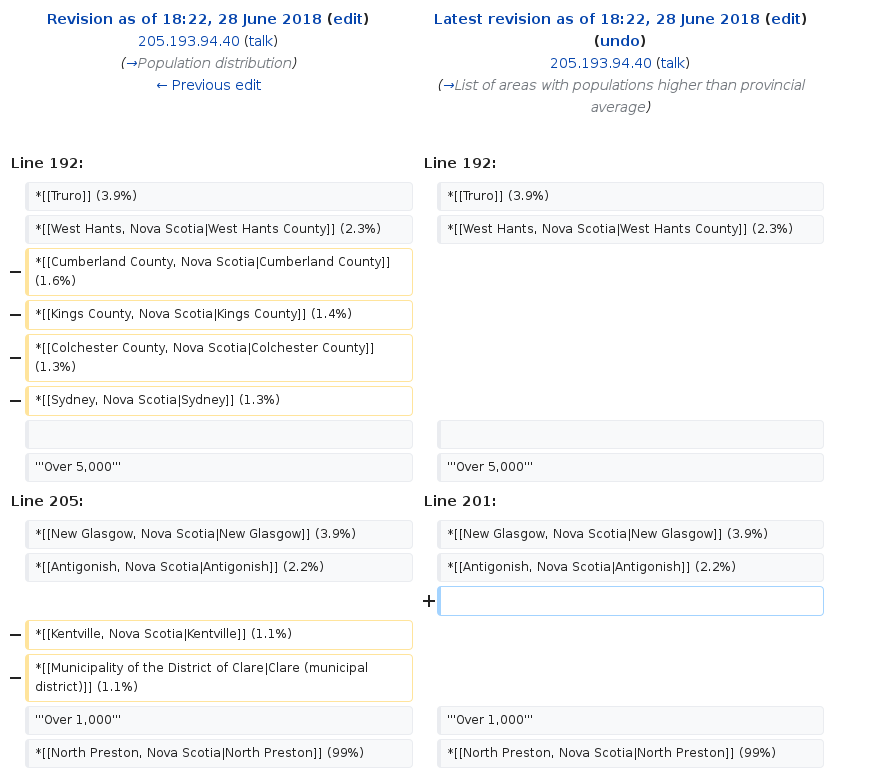 Revision as of 18:22, 28 June 2018 (edit)
205.193.94.40 (talk)
(→Population distribution)
← Previous edit
Latest revision as of 18:22, 28 June 2018 (edit)
(undo)
205.193.94.40 (talk)
(→List of areas with populations higher than provincial
average)
Line 192:
Line 192:
*[[Truro]] (3.9%)
*[[Truro]] (3.9%)
*[[West Hants, Nova Scotia|West Hants County]] (2.3%)
*[[West Hants, Nova Scotia|West Hants County]] (2.3%)
− *[[Cumberland County, Nova Scotia|Cumberland County]]
(1.6%)
− *[[Kings County, Nova Scotia|Kings County]] (1.4%)
− *[[Colchester County, Nova Scotia|Colchester County]]
(1.3%)
− *[[Sydney, Nova Scotia|Sydney]] (1.3%)
'''Over 5,000'''
'''Over 5,000'''
Line 205:
Line 201:
*[[New Glasgow, Nova Scotia|New Glasgow]] (3.9%)
*[[New Glasgow, Nova Scotia|New Glasgow]] (3.9%)
*[[Antigonish, Nova Scotia|Antigonish]] (2.2%)
*[[Antigonish, Nova Scotia|Antigonish]] (2.2%)
+
− *[[Kentville, Nova Scotia|Kentville]] (1.1%)
− *[[Municipality of the District of Clare|Clare (municipal
district)]] (1.1%)
'''Over 1,000'''
'''Over 1,000'''
*[[North Preston, Nova Scotia|North Preston]] (99%)
*[[North Preston, Nova Scotia|North Preston]] (99%)